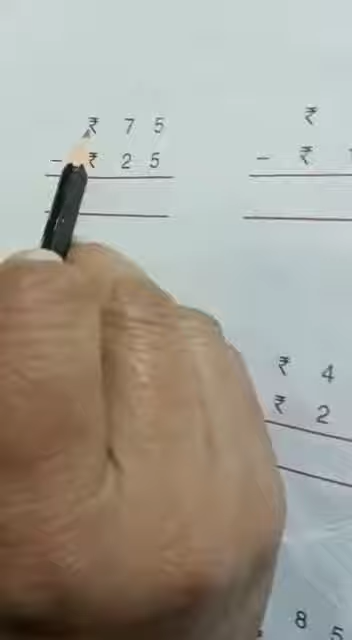 ₹ 7 5
- ₹ 2 5
₹
- ₹
₹ 4
₹ 2
8 5